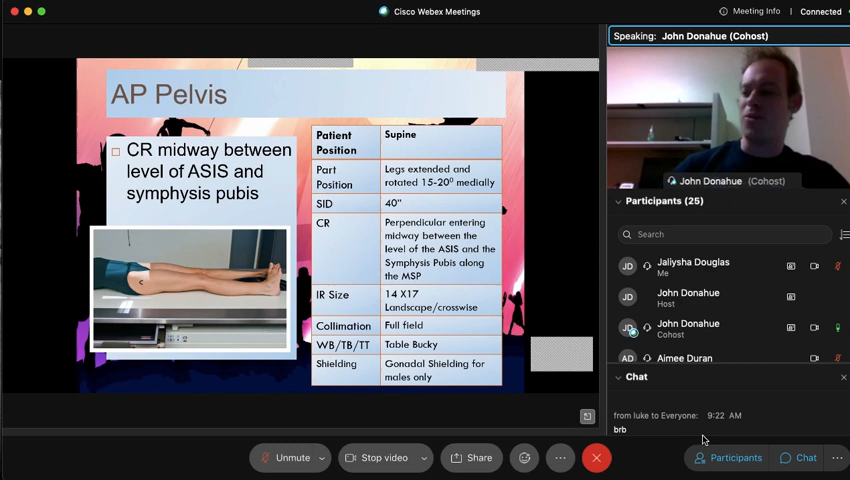 Cisco Webex Meetings
Meeting Info
Connected
Speaking: John Donahue (Cohost)
AP Pelvis
CR midway between
level of ASIS and
symphysis pubis
Patient
Position
Supine
Part
Position
Legs extended and
rotated 15-20⁰ medially
SID
40"
CR
Perpendicular entering
midway between the
level of the ASIS and the
Symphysis Pubis along
the MSP
IR Size
14 X17
Landscape/crosswise
Collimation
Full field
WB/TB/TT
Table Bucky
Shielding
Gonadal Shielding for
males only
John Donahue (Cohost)
Participants (25)
Search
JD
Jaliysha Douglas
Me
JD
John Donahue
Host
JD
John Donahue
Cohost
AD
Aimee Duran
Chat
from luke to Everyone: 9:22 AM
brb
Unmute
Stop video
Share
Participants
Chat